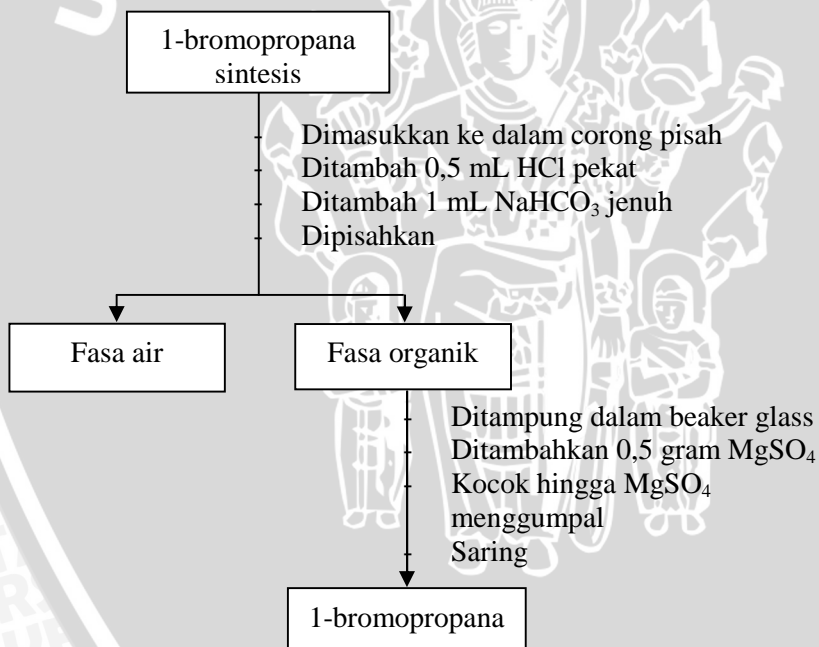 1-bromopropana
sintesis
Dimasukkan ke dalam corong pisah
Ditambah 0,5 mL HCl pekat
Ditambah 1 mL NaHCO₃ jenuh
Dipisahkan
Fasa air
Fasa organik
Ditampung dalam beaker glass
Ditambahkan 0,5 gram MgSO₄
Kocok hingga MgSO₄
menggumpal
Saring
1-bromopropana